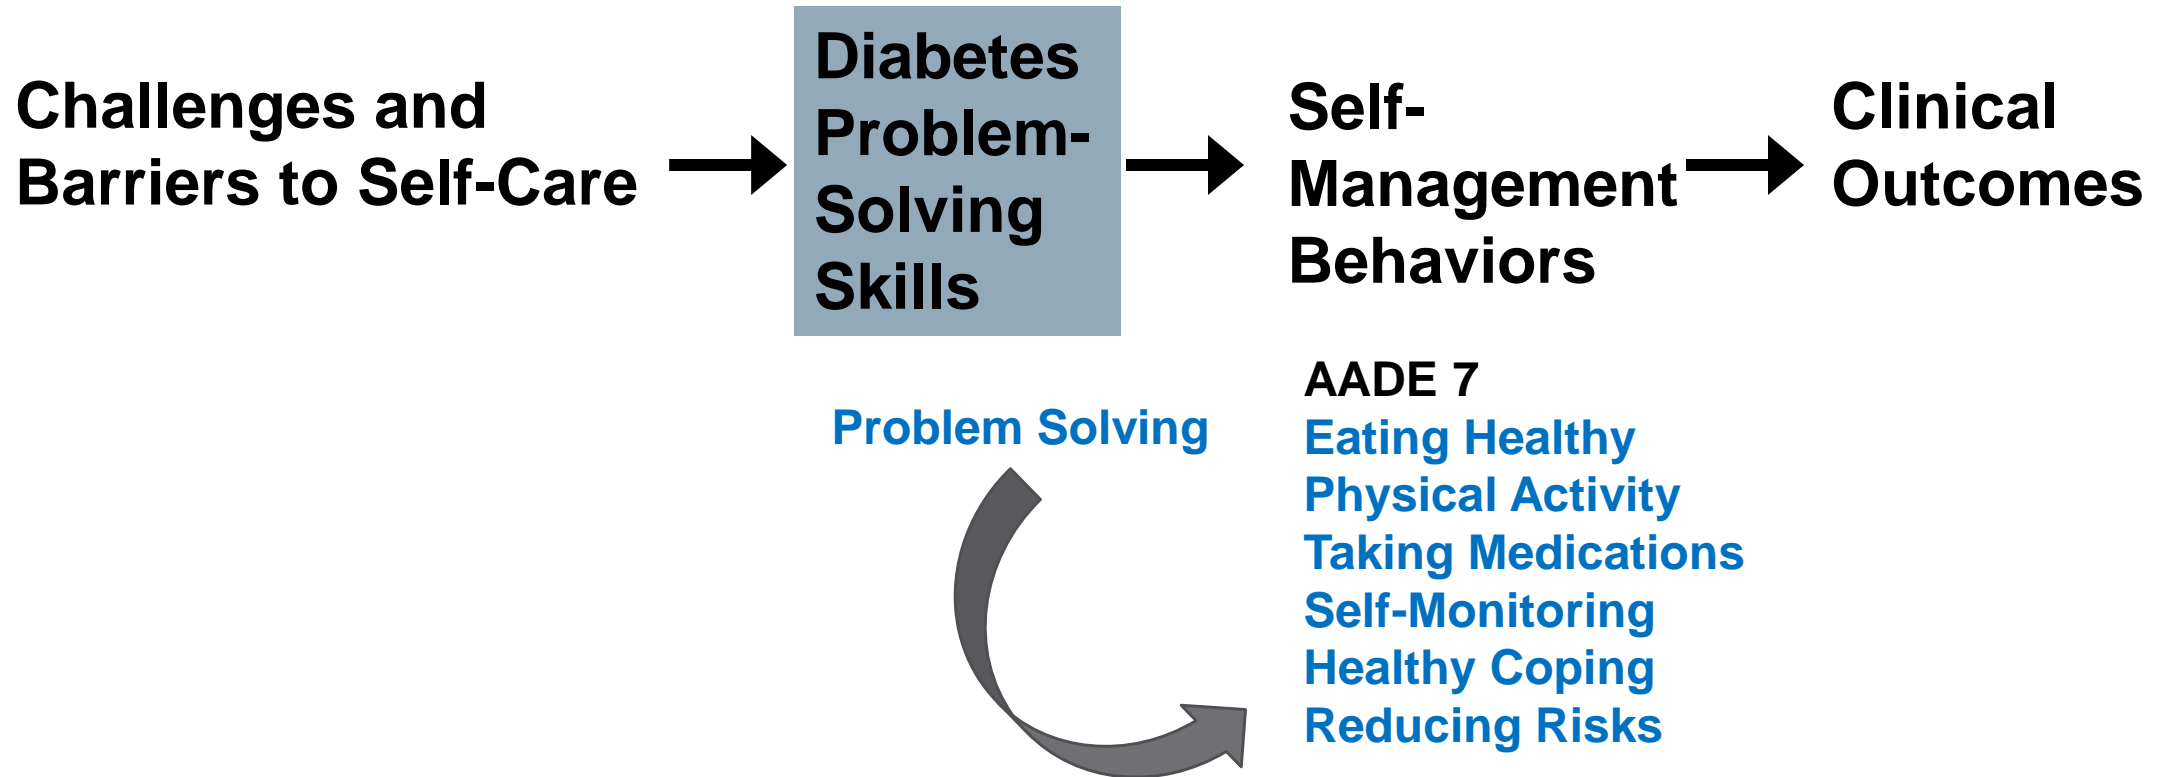 Challenges and
Barriers to Self-Care
Diabetes
Problem-
Solving
Skills
Self-
Management
Behaviors
Clinical
Outcomes
Problem Solving
AADE 7
Eating Healthy
Physical Activity
Taking Medications
Self-Monitoring
Healthy Coping
Reducing Risks